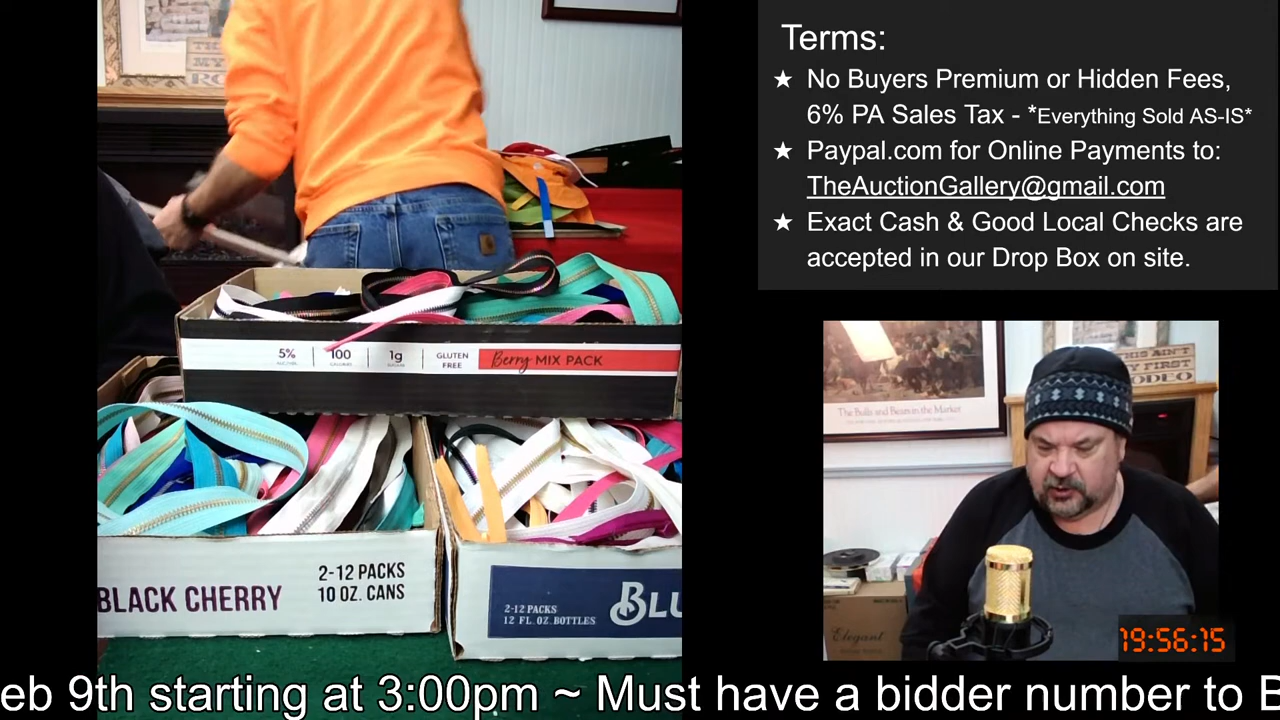 Terms:
★ No Buyers Premium or Hidden Fees,
6% PA Sales Tax - *Everything Sold AS-IS*
★ Paypal.com for Online Payments to:
TheAuctionGallery@gmail.com
★ Exact Cash & Good Local Checks are
accepted in our Drop Box on site.
5% 100 1g GLUTEN FREE Berry MIX PACK
BLACK CHERRY
2-12 PACKS
10 OZ. CANS
2-12 PACKS
12 FL. OZ. BOTTLES
BLU
The Bulls and Bears in the Market
THIS AIN'T
MY FIRST
RODEO
Elegant
19:56:15
eb 9th starting at 3:00pm ~ Must have a bidder number to B